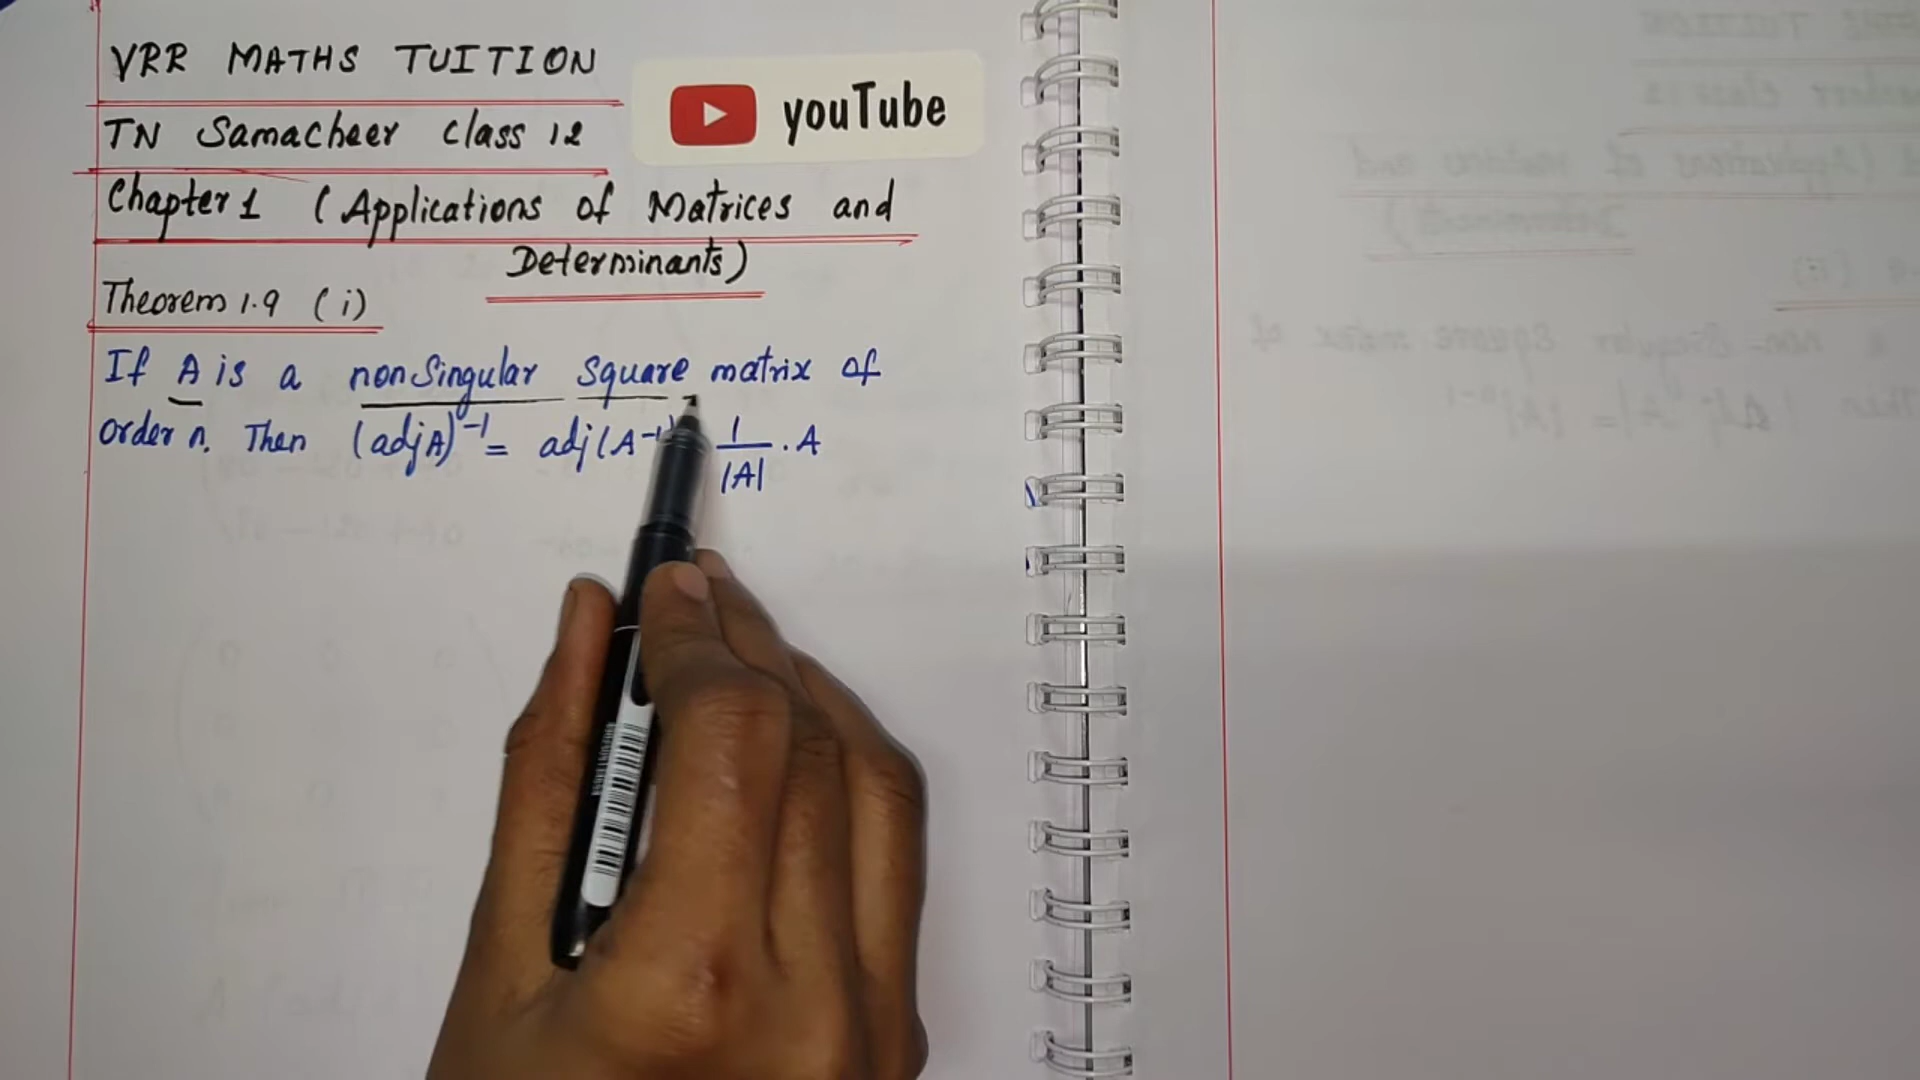 VRR MATHS TUITION
youTube
TN Samacheer class 12
Chapter 1 (Applications of Matrices and
Determinants)
Theorem 1.9 (i)
If A is a nonSingular square matrix of
order n. Then (adj A)⁻¹ = adj(A⁻¹) 1/|A| . A